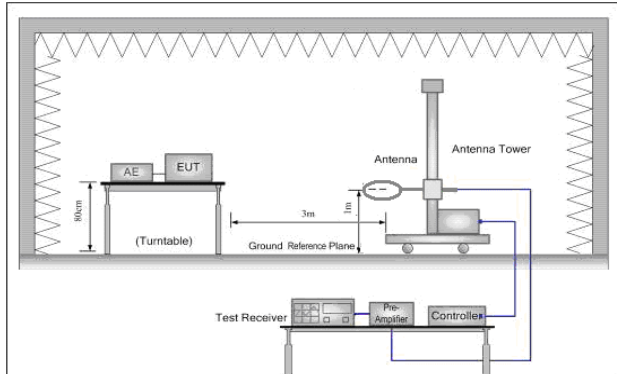 Antenna
Antenna Tower
AE
EUT
80cm
(Turntable)
3m
1m
Ground Reference Plane
Test Receiver
Pre-
Amplifier
Controller